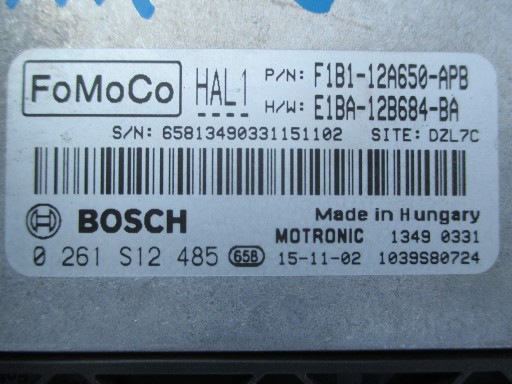 FoMoCo HAL1 P/N: F1B1-12A650-APB
H/W: E1BA-12B684-BA
S/N: 65813490331151102 SITE: DZL7C
BOSCH Made in Hungary
MOTRONIC 1349 0331
0 261 S12 485 658 15-11-02 1039S80724